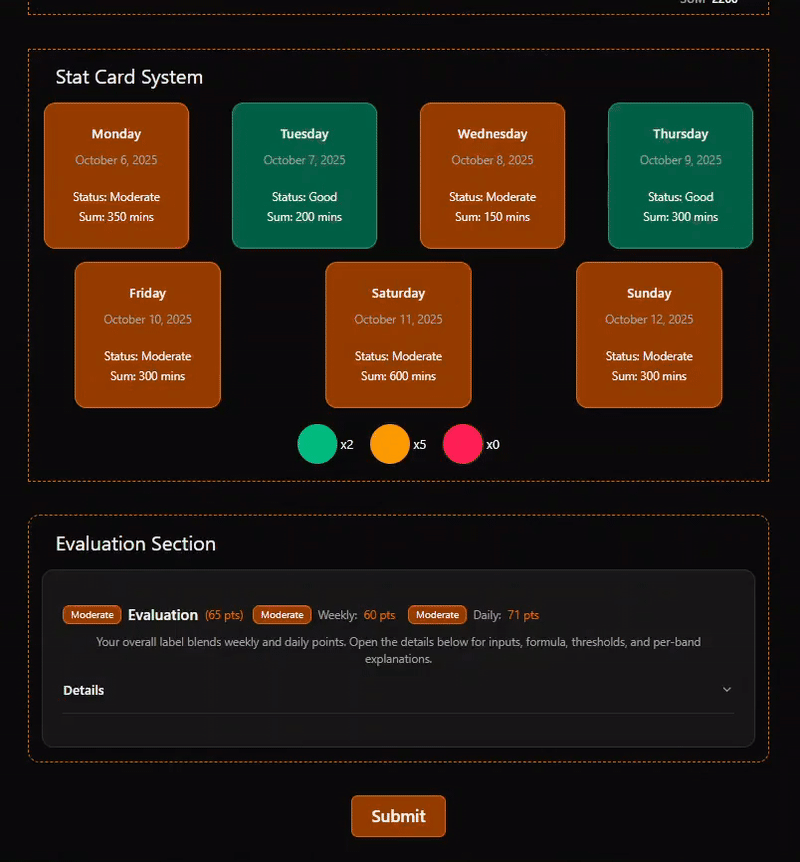 SUM 2200
Stat Card System
Monday
October 6, 2025
Status: Moderate
Sum: 350 mins
Tuesday
October 7, 2025
Status: Good
Sum: 200 mins
Wednesday
October 8, 2025
Status: Moderate
Sum: 150 mins
Thursday
October 9, 2025
Status: Good
Sum: 300 mins
Friday
October 10, 2025
Status: Moderate
Sum: 300 mins
Saturday
October 11, 2025
Status: Moderate
Sum: 600 mins
Sunday
October 12, 2025
Status: Moderate
Sum: 300 mins
x2 x5 x0
Evaluation Section
Moderate Evaluation (65 pts) Moderate Weekly: 60 pts Moderate Daily: 71 pts
Your overall label blends weekly and daily points. Open the details below for inputs, formula, thresholds, and per-band
explanations.
Details
Submit